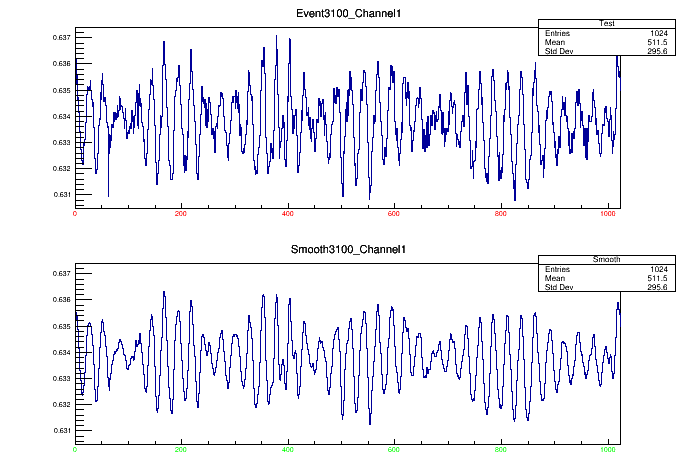 Event3100_Channel1
Test
Entries 1024
Mean 511.5
Std Dev 295.6
0.637
0.636
0.635
0.634
0.633
0.632
0.631
0 200 400 600 800 1000
Smooth3100_Channel1
Smooth
Entries 1024
Mean 511.5
Std Dev 295.6
0.637
0.636
0.635
0.634
0.633
0.632
0.631
0 200 400 600 800 1000